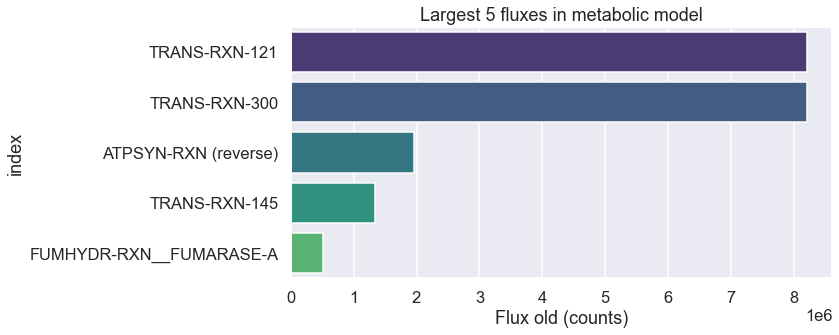 Largest 5 fluxes in metabolic model
index
TRANS-RXN-121
TRANS-RXN-300
ATPSYN-RXN (reverse)
TRANS-RXN-145
FUMHYDR-RXN__FUMARASE-A
0 1 2 3 4 5 6 7 8
1e6
Flux old (counts)